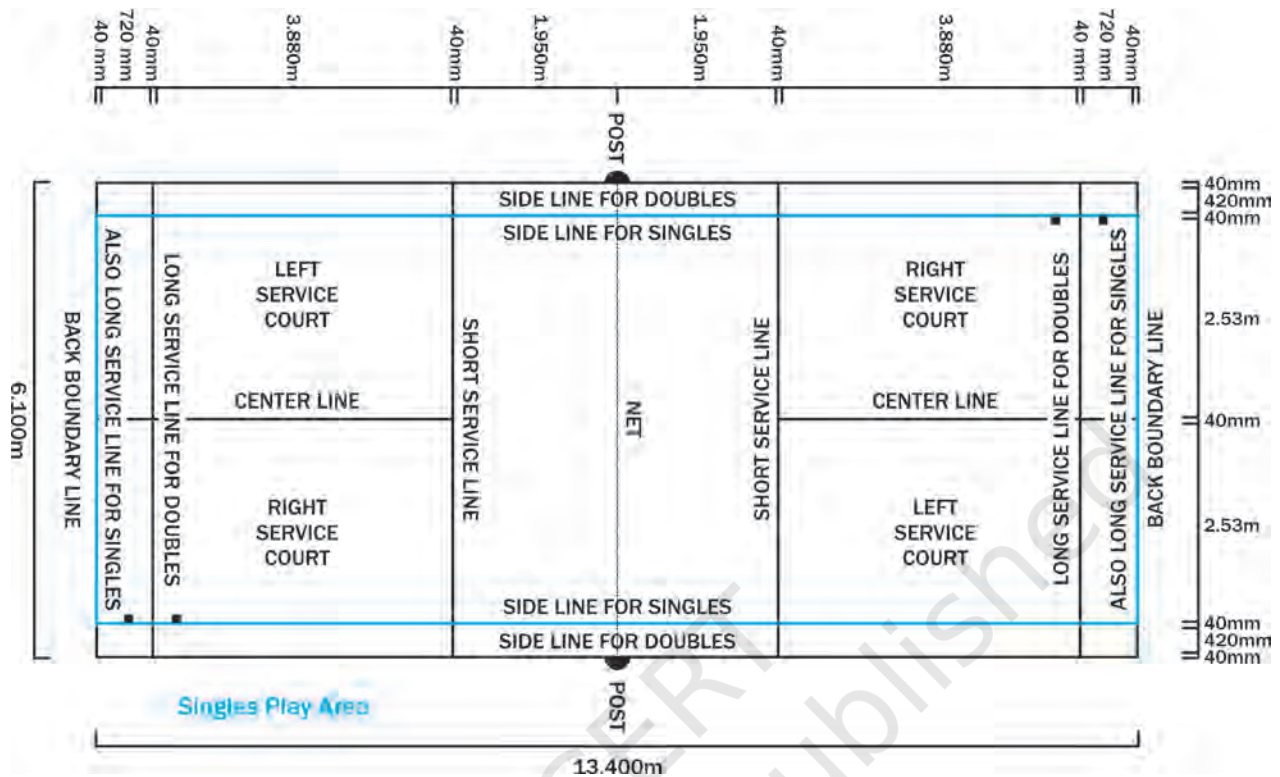 40 mm
720 mm
40mm
3.880m
40mm
1.950m
1.950m
40mm
3.880m
40 mm
720 mm
40mm
POST
SIDE LINE FOR DOUBLES
SIDE LINE FOR SINGLES
40mm
420mm
40mm
BACK BOUNDARY LINE
ALSO LONG SERVICE LINE FOR SINGLES
LONG SERVICE LINE FOR DOUBLES
LEFT
SERVICE
COURT
SHORT SERVICE LINE
NET
SHORT SERVICE LINE
RIGHT
SERVICE
COURT
LONG SERVICE LINE FOR DOUBLES
ALSO LONG SERVICE LINE FOR SINGLES
BACK BOUNDARY LINE
2.53m
6.100m
CENTER LINE
CENTER LINE
40mm
RIGHT
SERVICE
COURT
LEFT
SERVICE
COURT
2.53m
SIDE LINE FOR SINGLES
SIDE LINE FOR DOUBLES
40mm
420mm
40mm
Singles Play Area
POST
13.400m
CERT
ublished